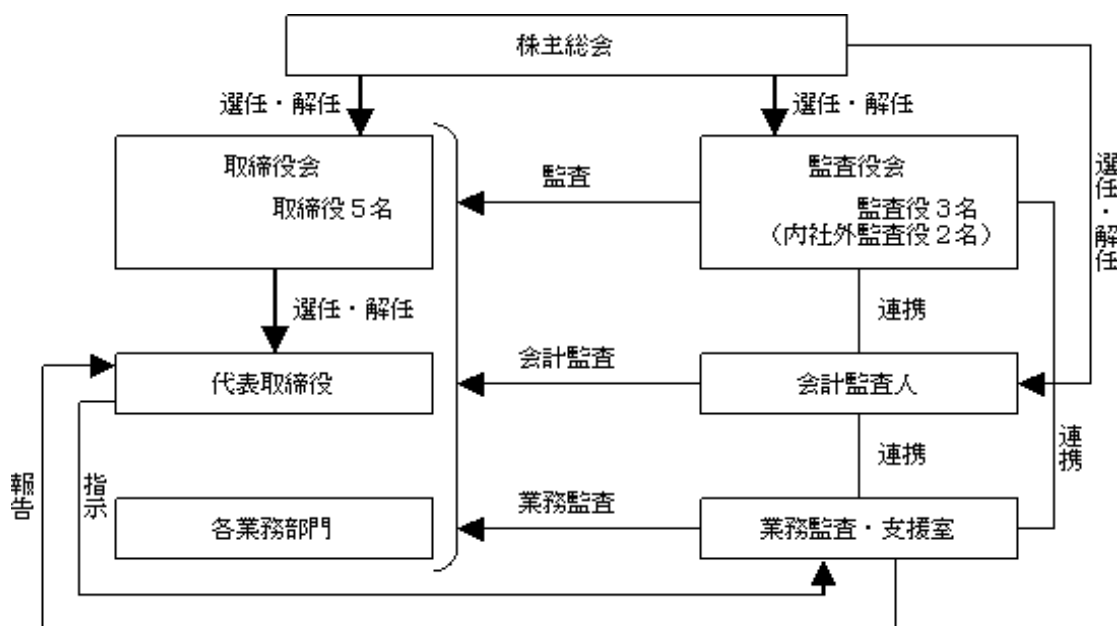 株主総会
選任・解任
選任・解任
選任・解任
取締役会
取締役５名
監査
監査役会
監査役３名
（内社外監査役２名）
選任・解任
連携
代表取締役
会計監査
会計監査人
連携
連携
報告
指示
各業務部門
業務監査
業務監査・支援室